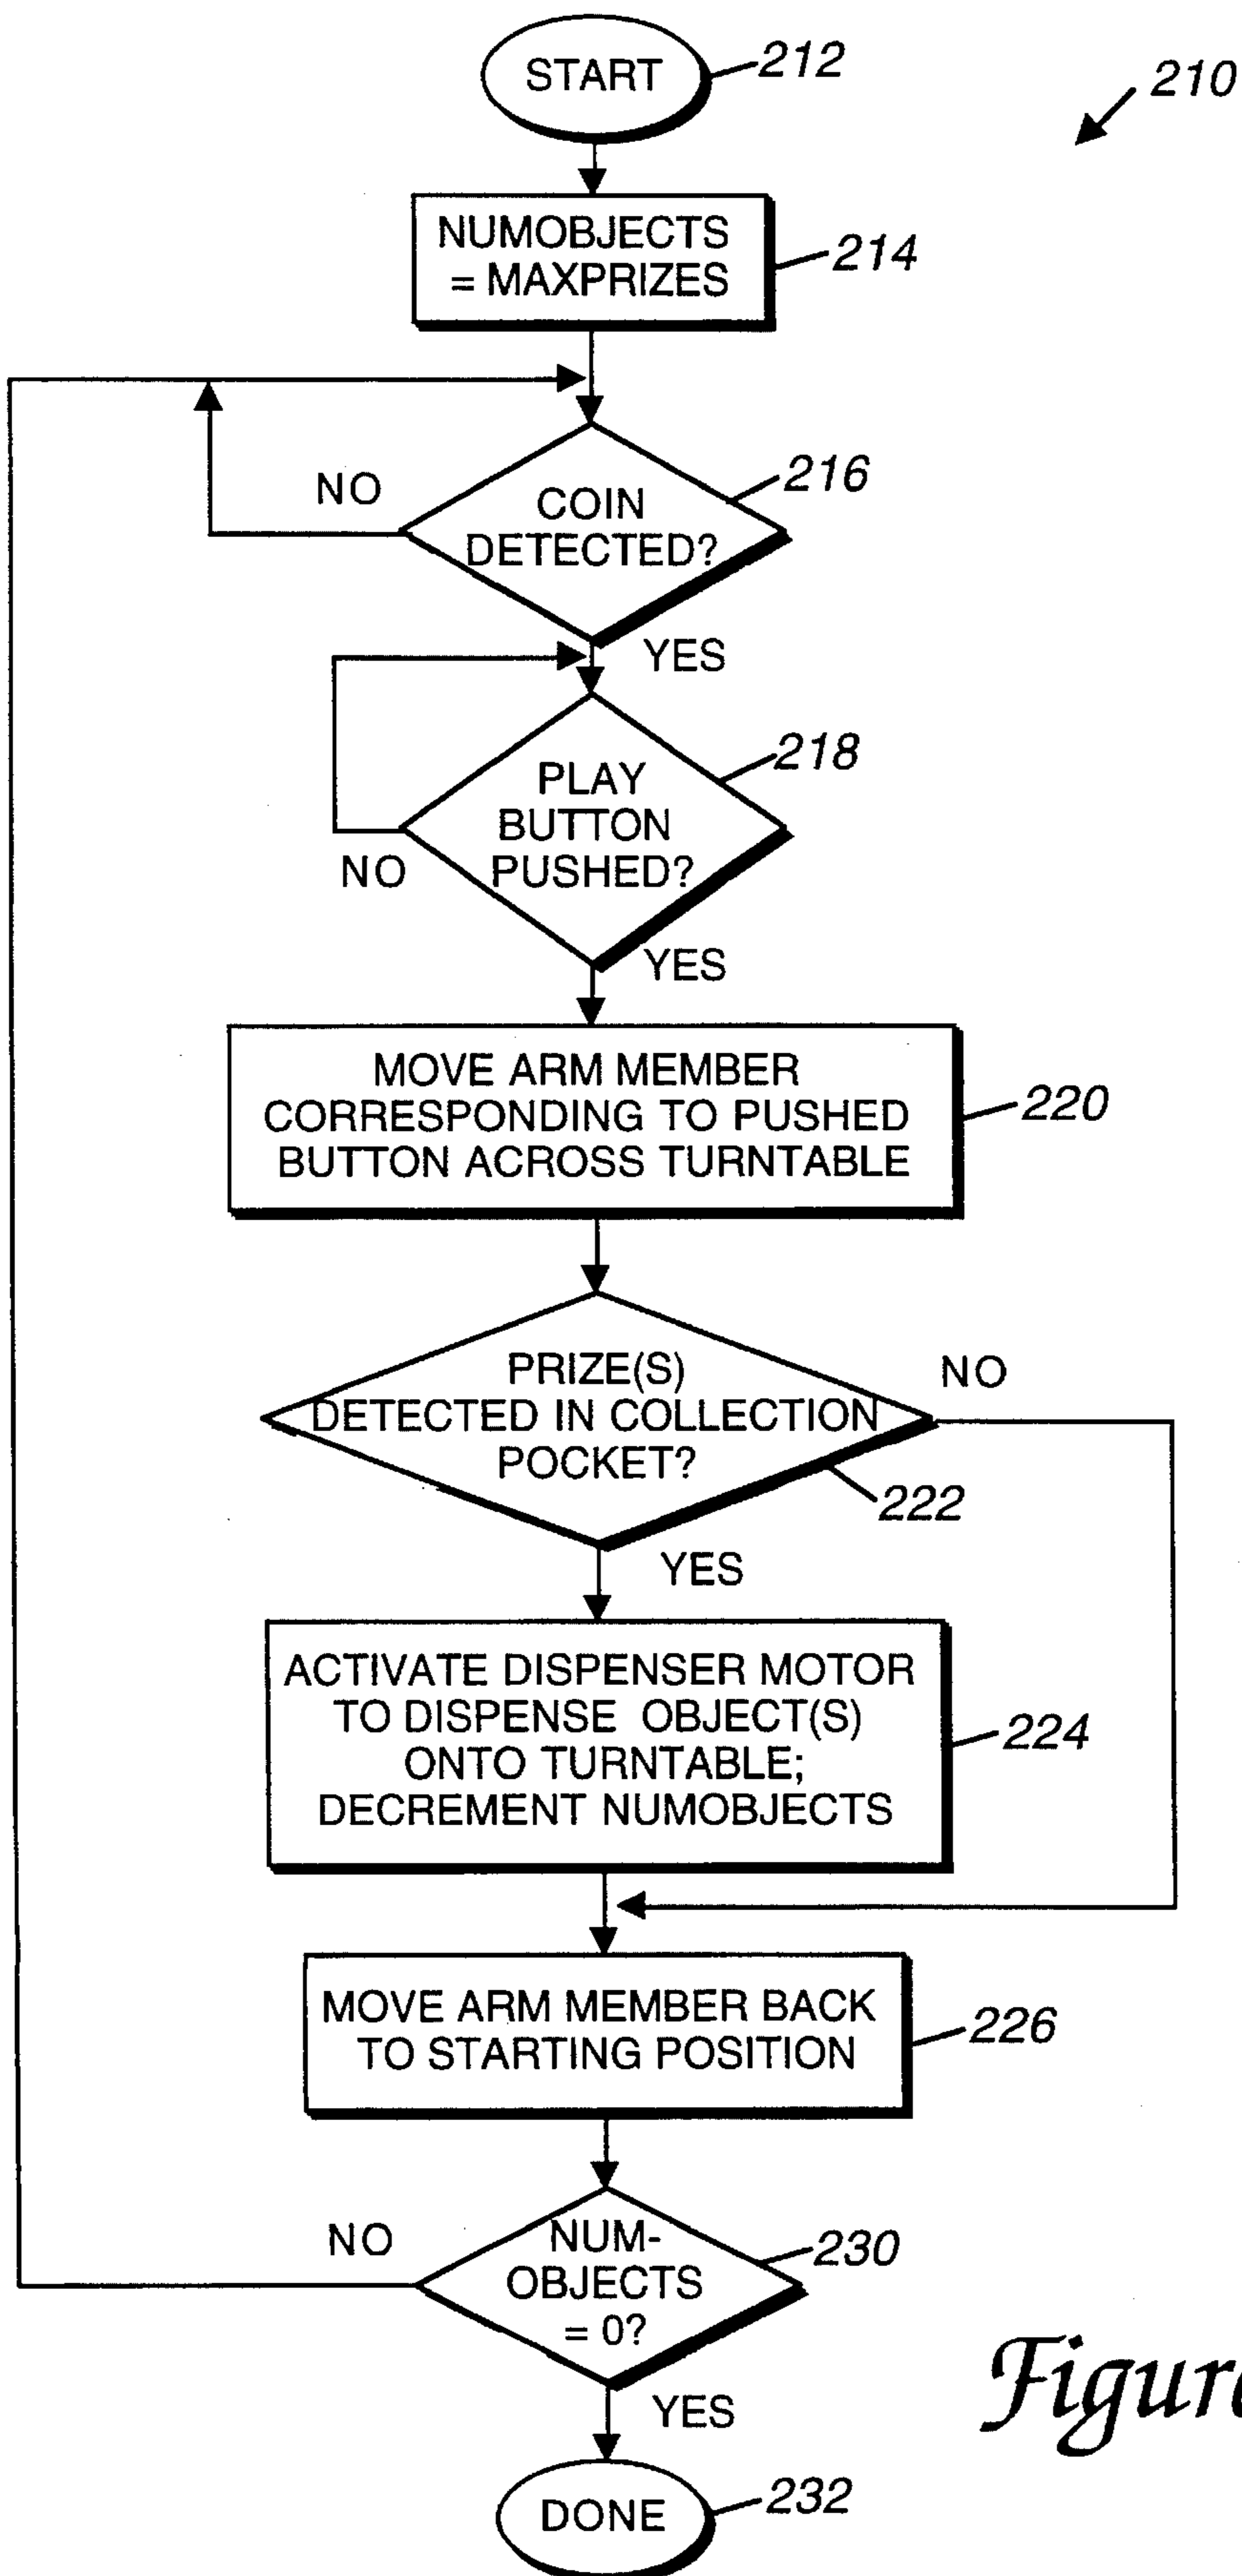 START
212
210
NUMOBJECTS
= MAXPRIZES
214
NO
COIN
DETECTED?
216
YES
PLAY
BUTTON
PUSHED?
218
NO
YES
MOVE ARM MEMBER
CORRESPONDING TO PUSHED
BUTTON ACROSS TURNTABLE
220
PRIZE(S)
DETECTED IN COLLECTION
POCKET?
NO
222
YES
ACTIVATE DISPENSER MOTOR
TO DISPENSE OBJECT(S)
ONTO TURNTABLE;
DECREMENT NUMOBJECTS
224
MOVE ARM MEMBER BACK
TO STARTING POSITION
226
NO
NUM-
OBJECTS
= 0?
230
YES
DONE
232